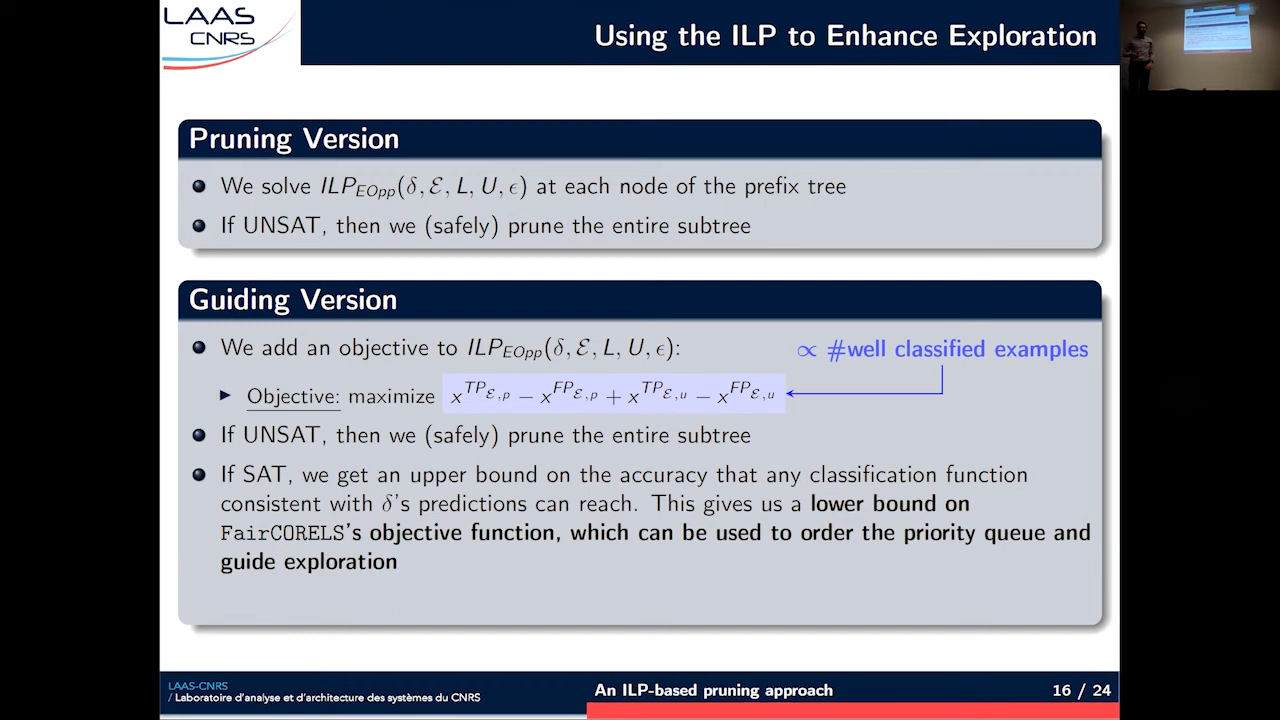 LAAS
CNRS
Using the ILP to Enhance Exploration
Pruning Version
We solve ILP_EOpp(δ, ℰ, L, U, ϵ) at each node of the prefix tree
If UNSAT, then we (safely) prune the entire subtree
Guiding Version
We add an objective to ILP_EOpp(δ, ℰ, L, U, ϵ):
∝ #well classified examples
Objective: maximize x^{TP_{ℰ,p}} − x^{FP_{ℰ,p}} + x^{TP_{ℰ,u}} − x^{FP_{ℰ,u}}
If UNSAT, then we (safely) prune the entire subtree
If SAT, we get an upper bound on the accuracy that any classification function
consistent with δ's predictions can reach. This gives us a lower bound on
FairCORELS's objective function, which can be used to order the priority queue and
guide exploration
LAAS-CNRS
/ Laboratoire d'analyse et d'architecture des systèmes du CNRS
An ILP-based pruning approach
16 / 24